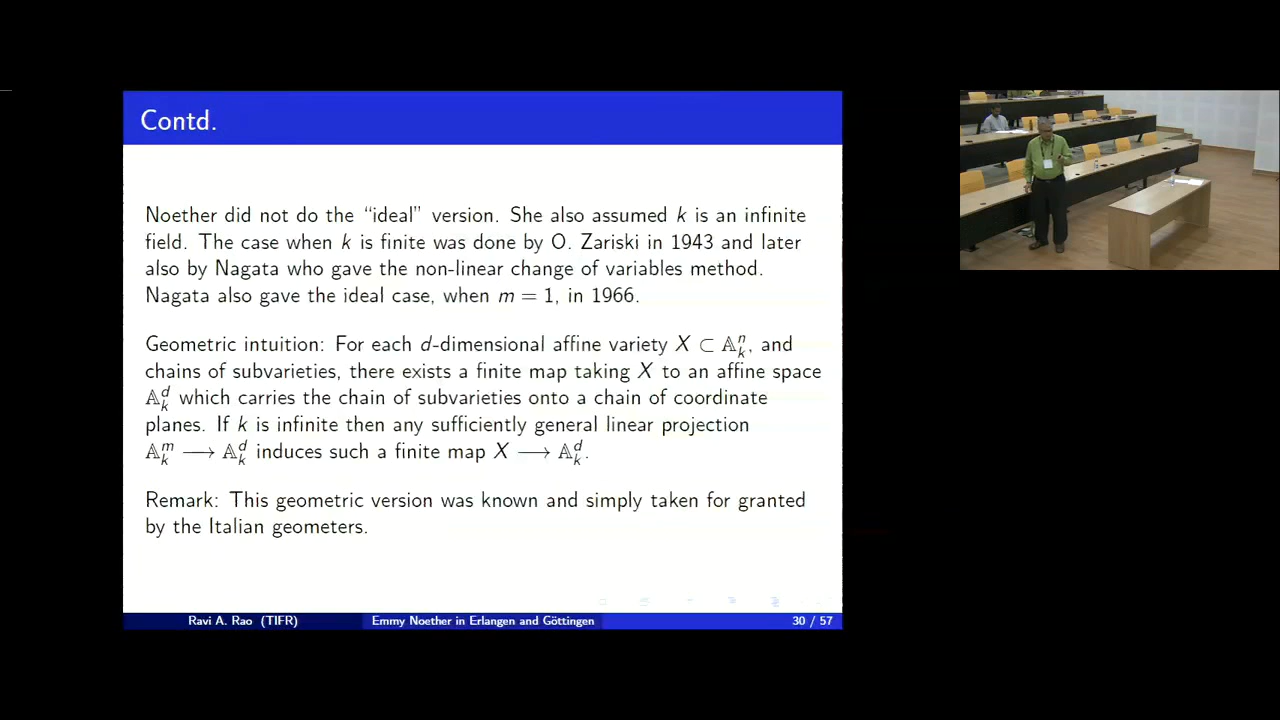 Contd.
Noether did not do the “ideal” version. She also assumed k is an infinite
field. The case when k is finite was done by O. Zariski in 1943 and later
also by Nagata who gave the non-linear change of variables method.
Nagata also gave the ideal case, when m = 1, in 1966.
Geometric intuition: For each d-dimensional affine variety X ⊂ 𝔸ⁿₖ, and
chains of subvarieties, there exists a finite map taking X to an affine space
𝔸ᵈₖ which carries the chain of subvarieties onto a chain of coordinate
planes. If k is infinite then any sufficiently general linear projection
𝔸ᵐₖ ⟶ 𝔸ᵈₖ induces such a finite map X ⟶ 𝔸ᵈₖ.
Remark: This geometric version was known and simply taken for granted
by the Italian geometers.
Ravi A. Rao (TIFR) Emmy Noether in Erlangen and Göttingen 30 / 57